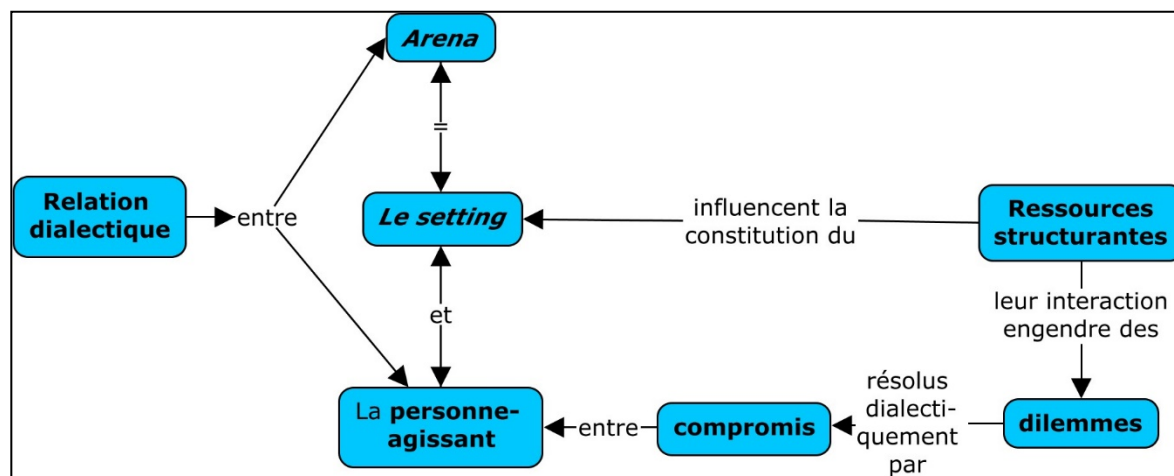 Arena
=
Relation
dialectique
entre
Le setting
influencent la
constitution du
Ressources
structurantes
et
leur interaction
engendre des
La personne-
agissant
entre
compromis
résolus
dialecti-
quement
par
dilemmes